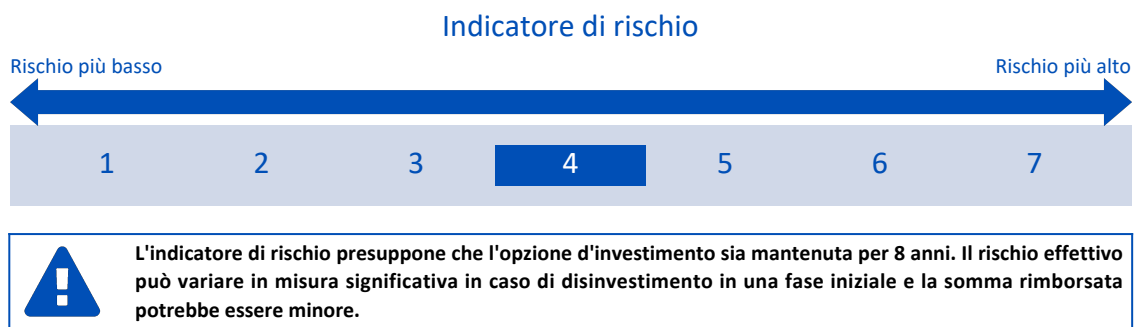 Indicatore di rischio
Rischio più basso Rischio più alto
1 2 3 4 5 6 7
L'indicatore di rischio presuppone che l'opzione d'investimento sia mantenuta per 8 anni. Il rischio effettivo
può variare in misura significativa in caso di disinvestimento in una fase iniziale e la somma rimborsata
potrebbe essere minore.